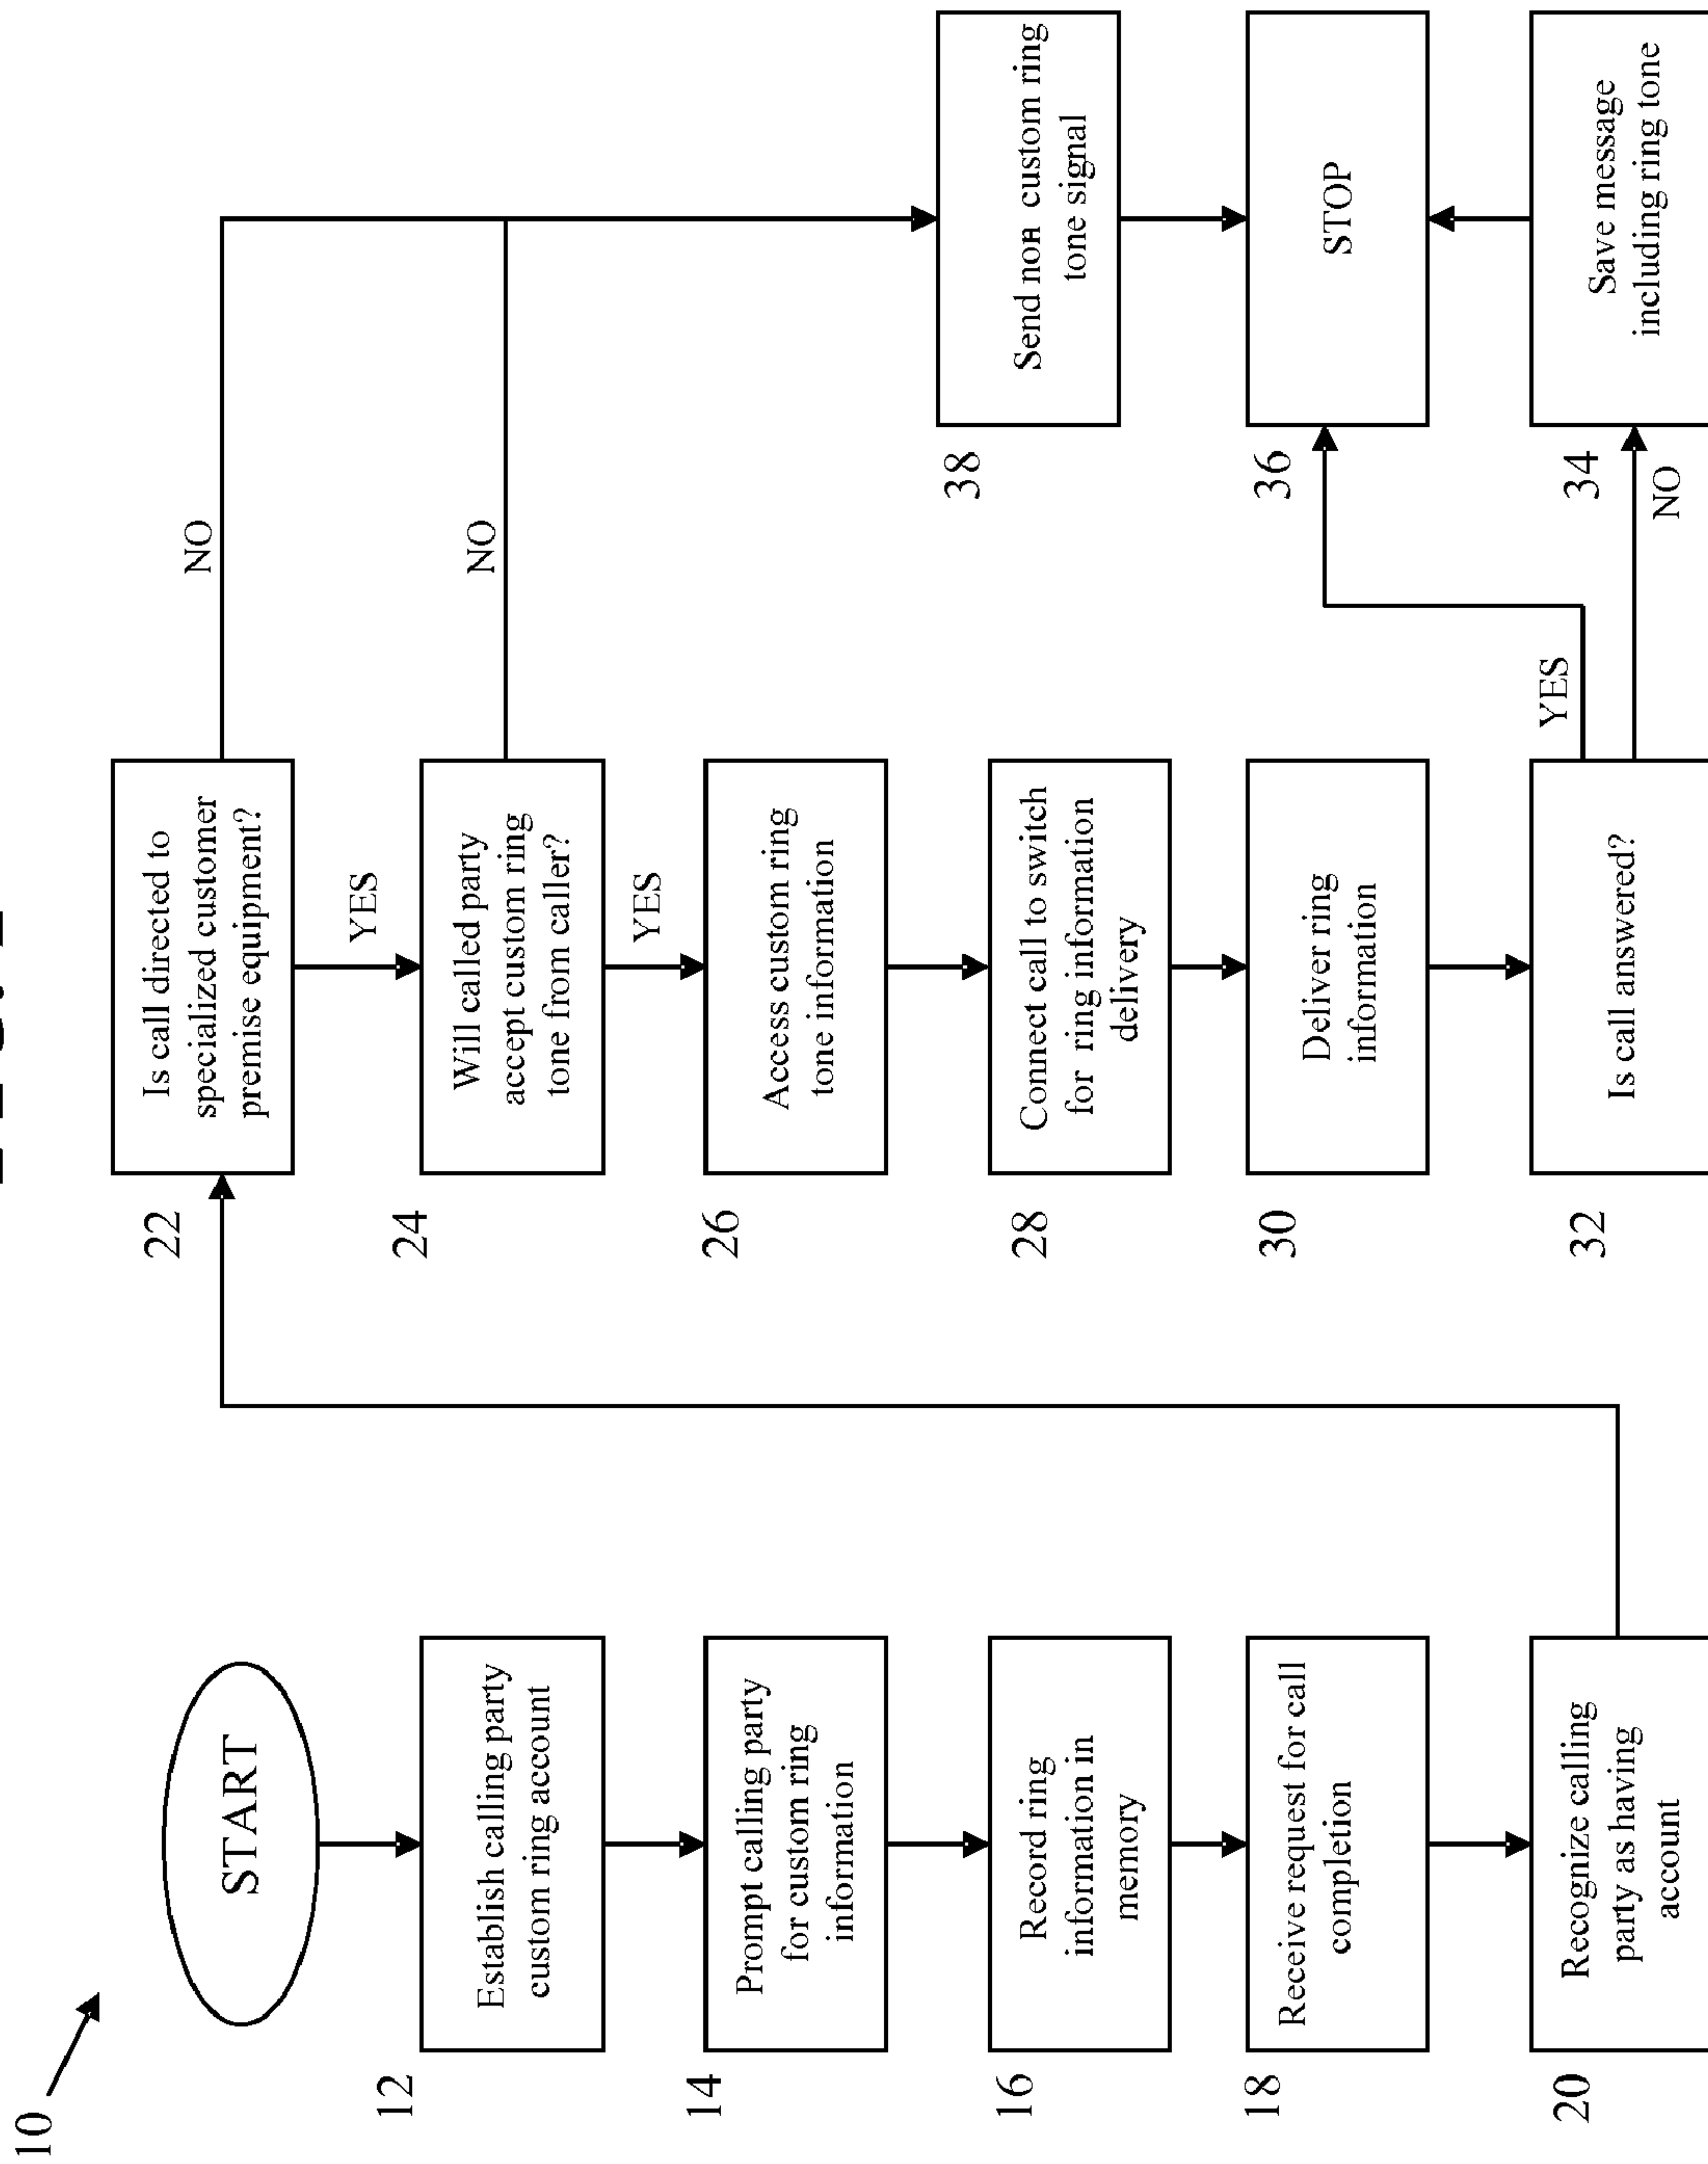 10
START
12
Establish calling party
custom ring account
14
Prompt calling party
for custom ring
information
16
Record ring
information in
memory
18
Receive request for call
completion
20
Recognize calling
party as having
account
22
Is call directed to
specialized customer
premise equipment?
NO
YES
24
Will called party
accept custom ring
tone from caller?
NO
YES
26
Access custom ring
tone information
28
Connect call to switch
for ring information
delivery
30
Deliver ring
information
32
Is call answered?
YES
NO
38
Send non custom ring
tone signal
36
STOP
34
Save message
including ring tone